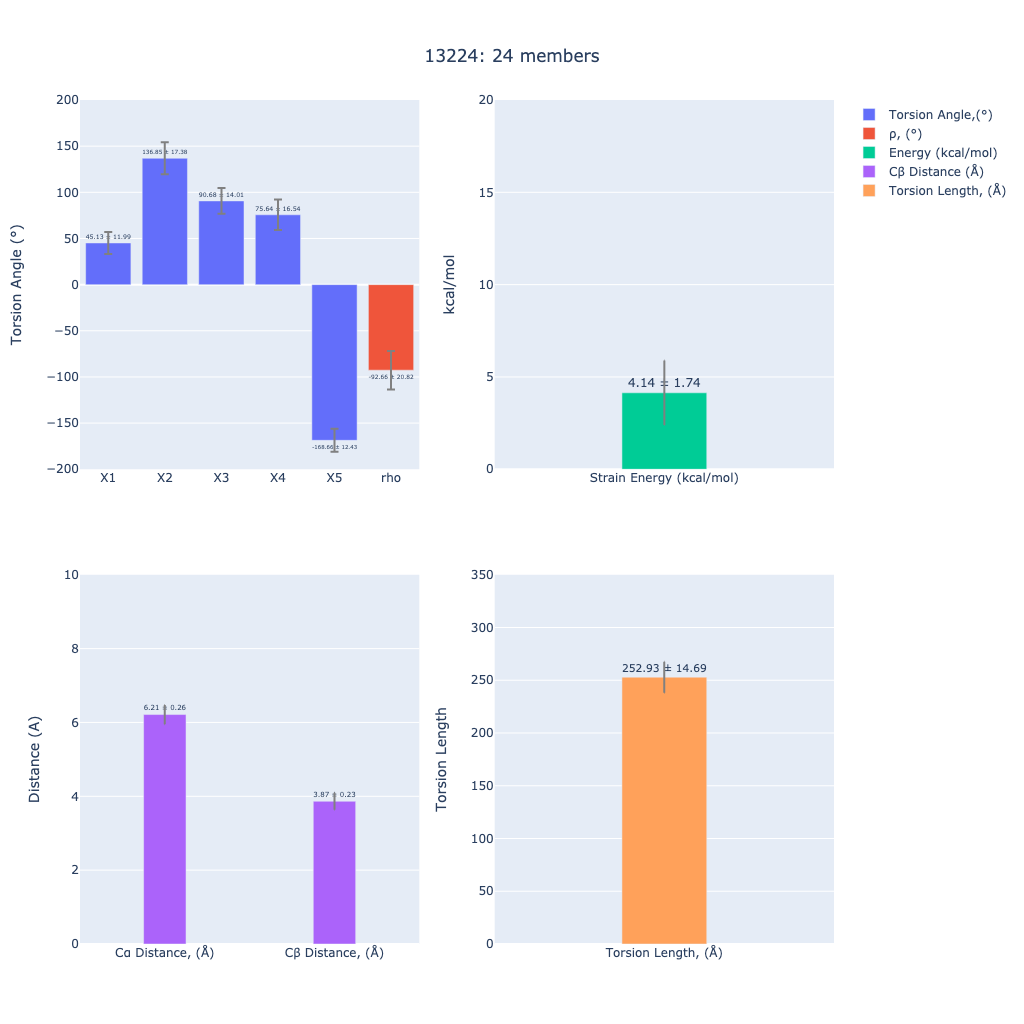 13224: 24 members
Torsion Angle (°)
200
150
100
50
0
−50
−100
−150
−200
45.13 ± 11.99
136.85 ± 17.38
90.68 ± 14.01
75.64 ± 16.54
-168.66 ± 12.43
-92.66 ± 20.82
X1 X2 X3 X4 X5 rho
kcal/mol
20
15
10
5
0
4.14 ± 1.74
Strain Energy (kcal/mol)
Torsion Angle,(°)
ρ, (°)
Energy (kcal/mol)
Cβ Distance (Å)
Torsion Length, (Å)
Distance (A)
10
8
6
4
2
0
6.21 ± 0.26
3.87 ± 0.23
Cα Distance, (Å) Cβ Distance, (Å)
Torsion Length
350
300
250
200
150
100
50
0
252.93 ± 14.69
Torsion Length, (Å)